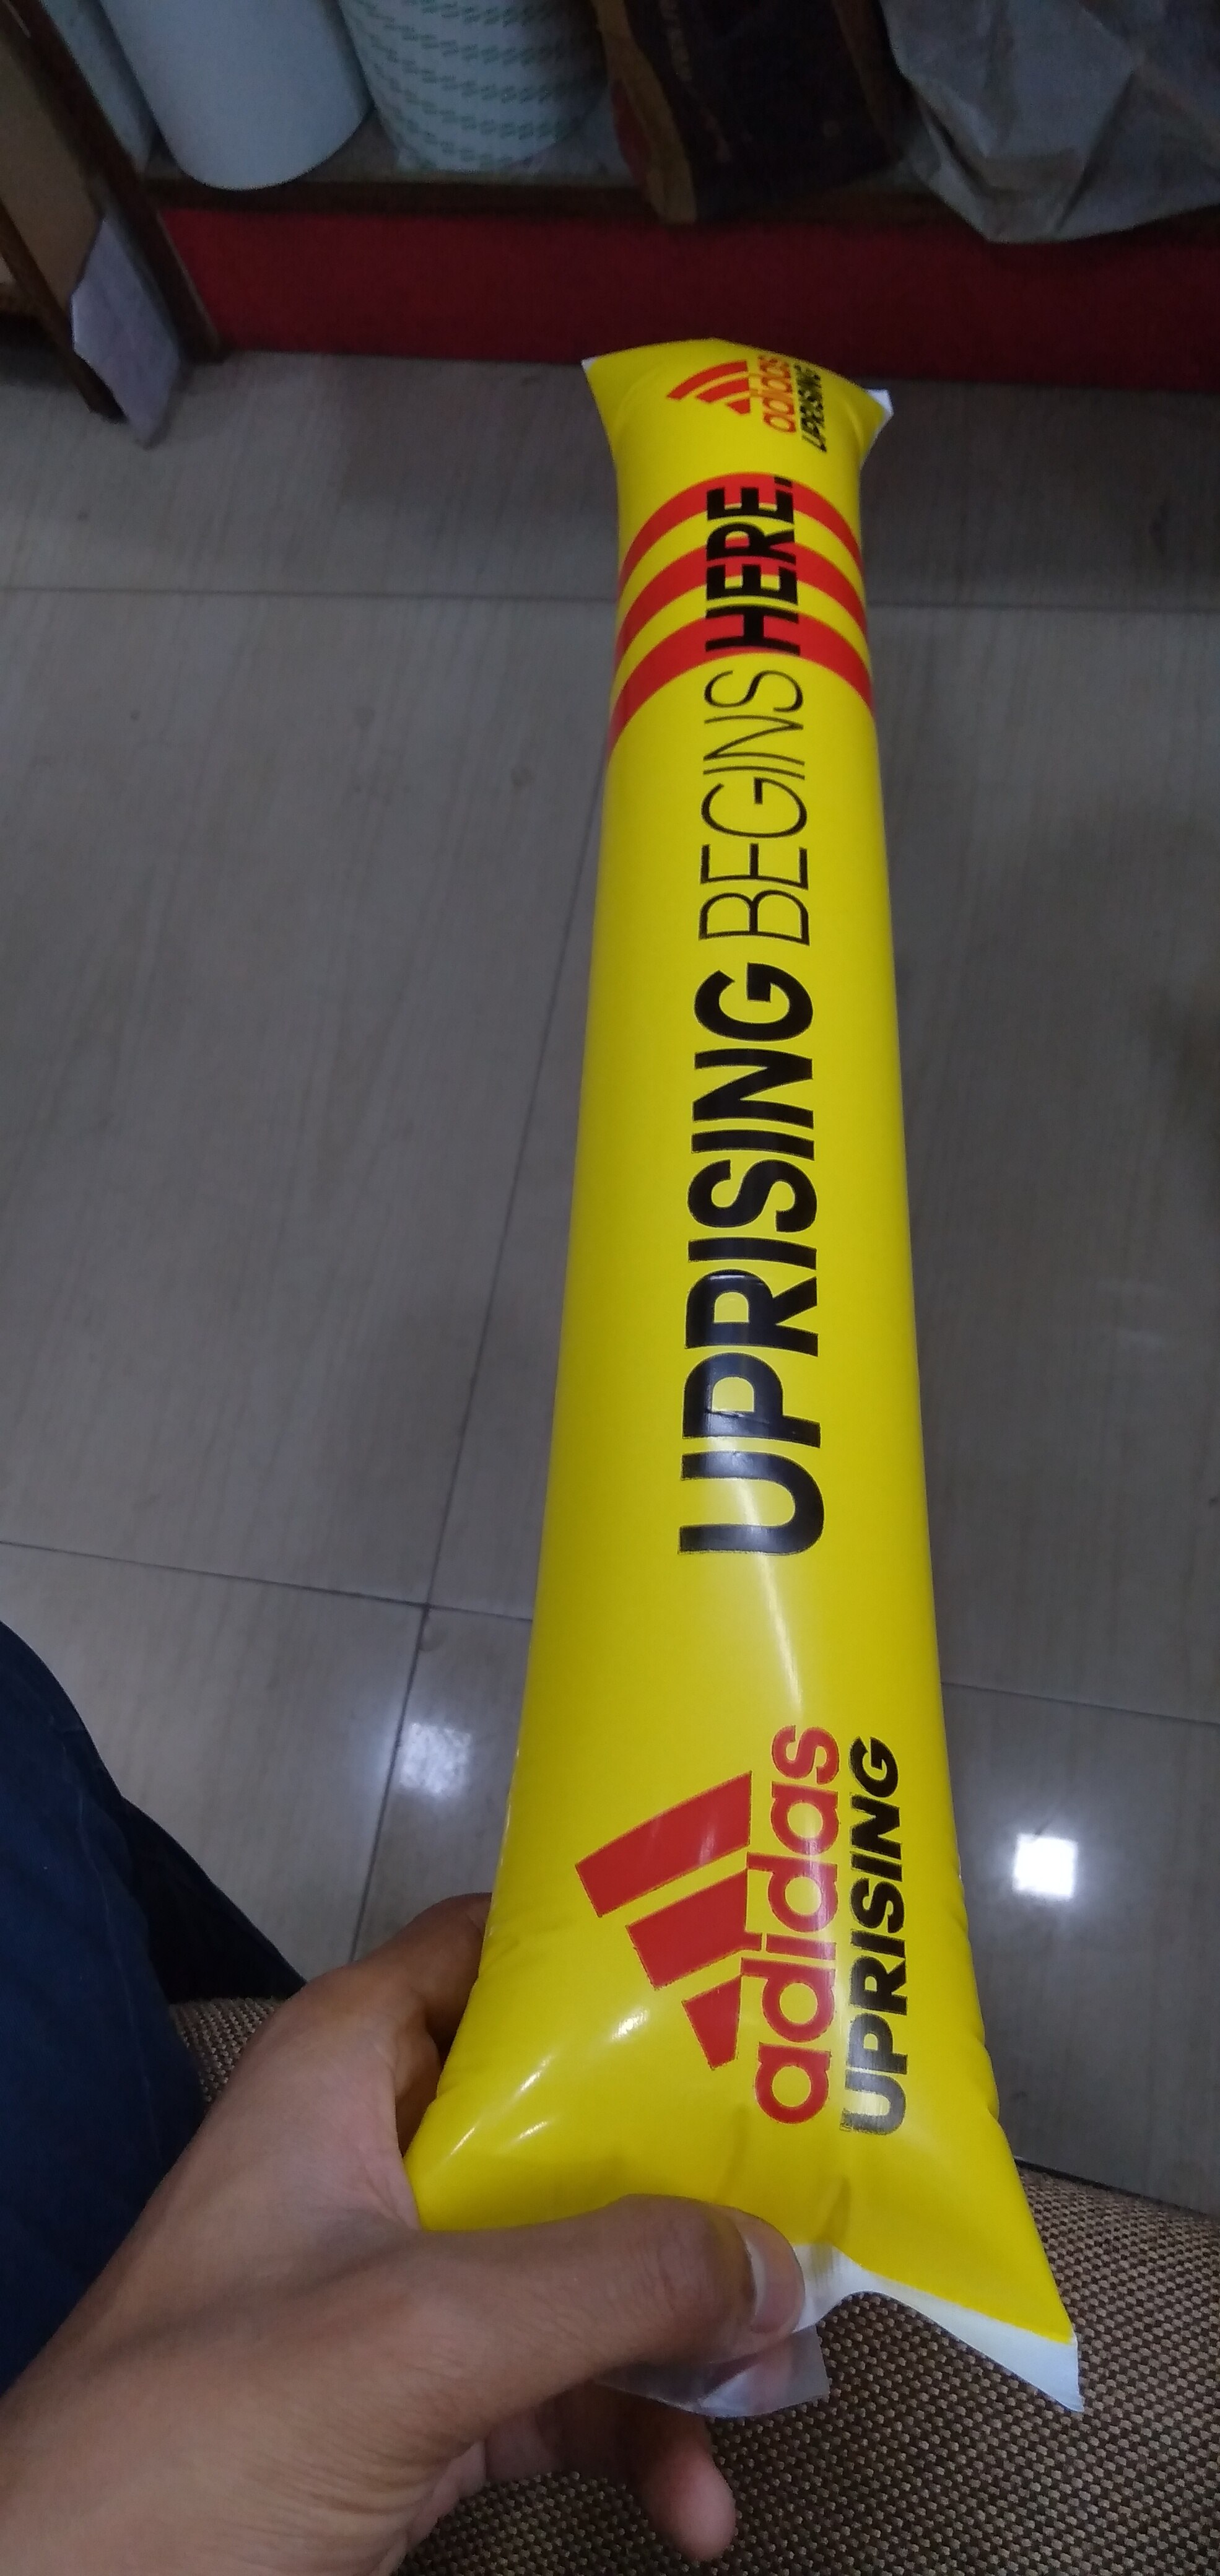 adidas
UPRISING
UPRISING BEGINS HERE.
adidas
UPRISING